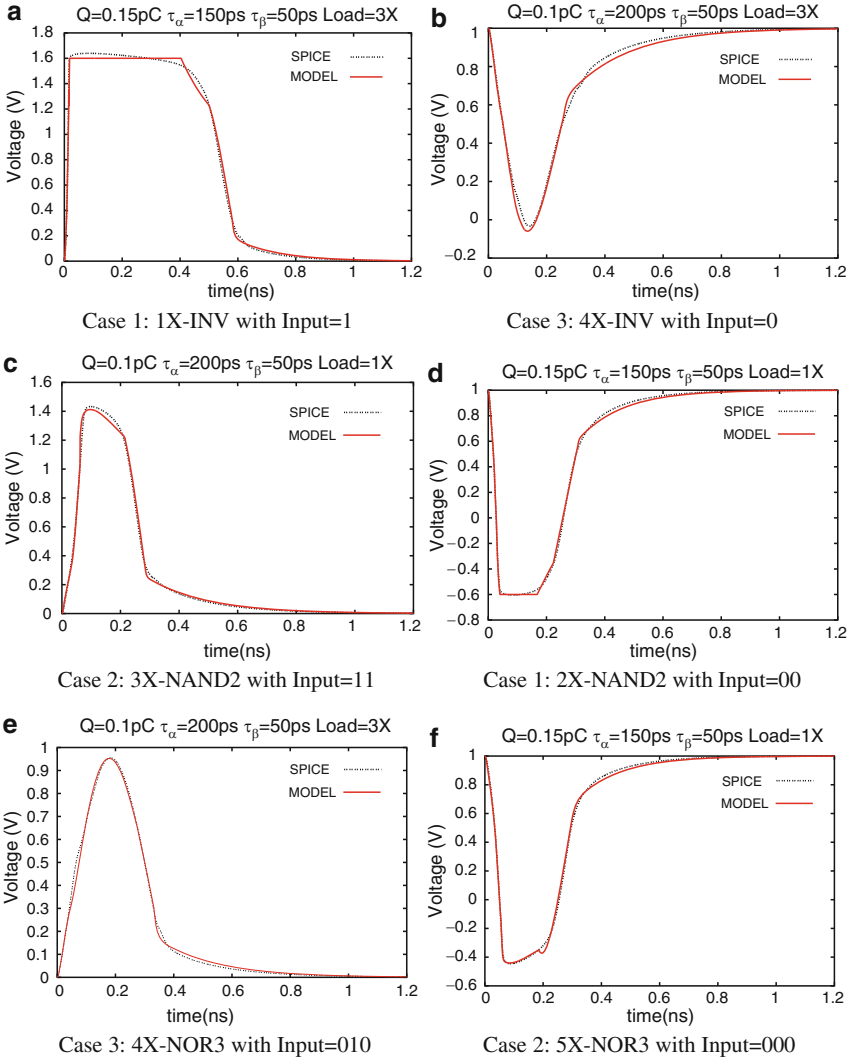 a
Q=0.15pC τα=150ps τβ=50ps Load=3X
1.8
1.6
1.4
1.2
1
0.8
0.6
0.4
0.2
0
Voltage (V)
SPICE
MODEL
0 0.2 0.4 0.6 0.8 1 1.2
time(ns)
Case 1: 1X-INV with Input=1
b
Q=0.1pC τα=200ps τβ=50ps Load=3X
1
0.8
0.6
0.4
0.2
0
−0.2
Voltage (V)
SPICE
MODEL
0 0.2 0.4 0.6 0.8 1 1.2
time(ns)
Case 3: 4X-INV with Input=0
c
Q=0.1pC τα=200ps τβ=50ps Load=1X
1.6
1.4
1.2
1
0.8
0.6
0.4
0.2
0
Voltage (V)
SPICE
MODEL
0 0.2 0.4 0.6 0.8 1 1.2
time(ns)
Case 2: 3X-NAND2 with Input=11
d
Q=0.15pC τα=150ps τβ=50ps Load=1X
1
0.8
0.6
0.4
0.2
0
−0.2
−0.4
−0.6
−0.8
Voltage (V)
SPICE
MODEL
0 0.2 0.4 0.6 0.8 1 1.2
time(ns)
Case 1: 2X-NAND2 with Input=00
e
Q=0.1pC τα=200ps τβ=50ps Load=3X
1
0.9
0.8
0.7
0.6
0.5
0.4
0.3
0.2
0.1
0
Voltage (V)
SPICE
MODEL
0 0.2 0.4 0.6 0.8 1 1.2
time(ns)
Case 3: 4X-NOR3 with Input=010
f
Q=0.15pC τα=150ps τβ=50ps Load=1X
1
0.8
0.6
0.4
0.2
0
−0.2
−0.4
−0.6
Voltage (V)
SPICE
MODEL
0 0.2 0.4 0.6 0.8 1 1.2
time(ns)
Case 2: 5X-NOR3 with Input=000